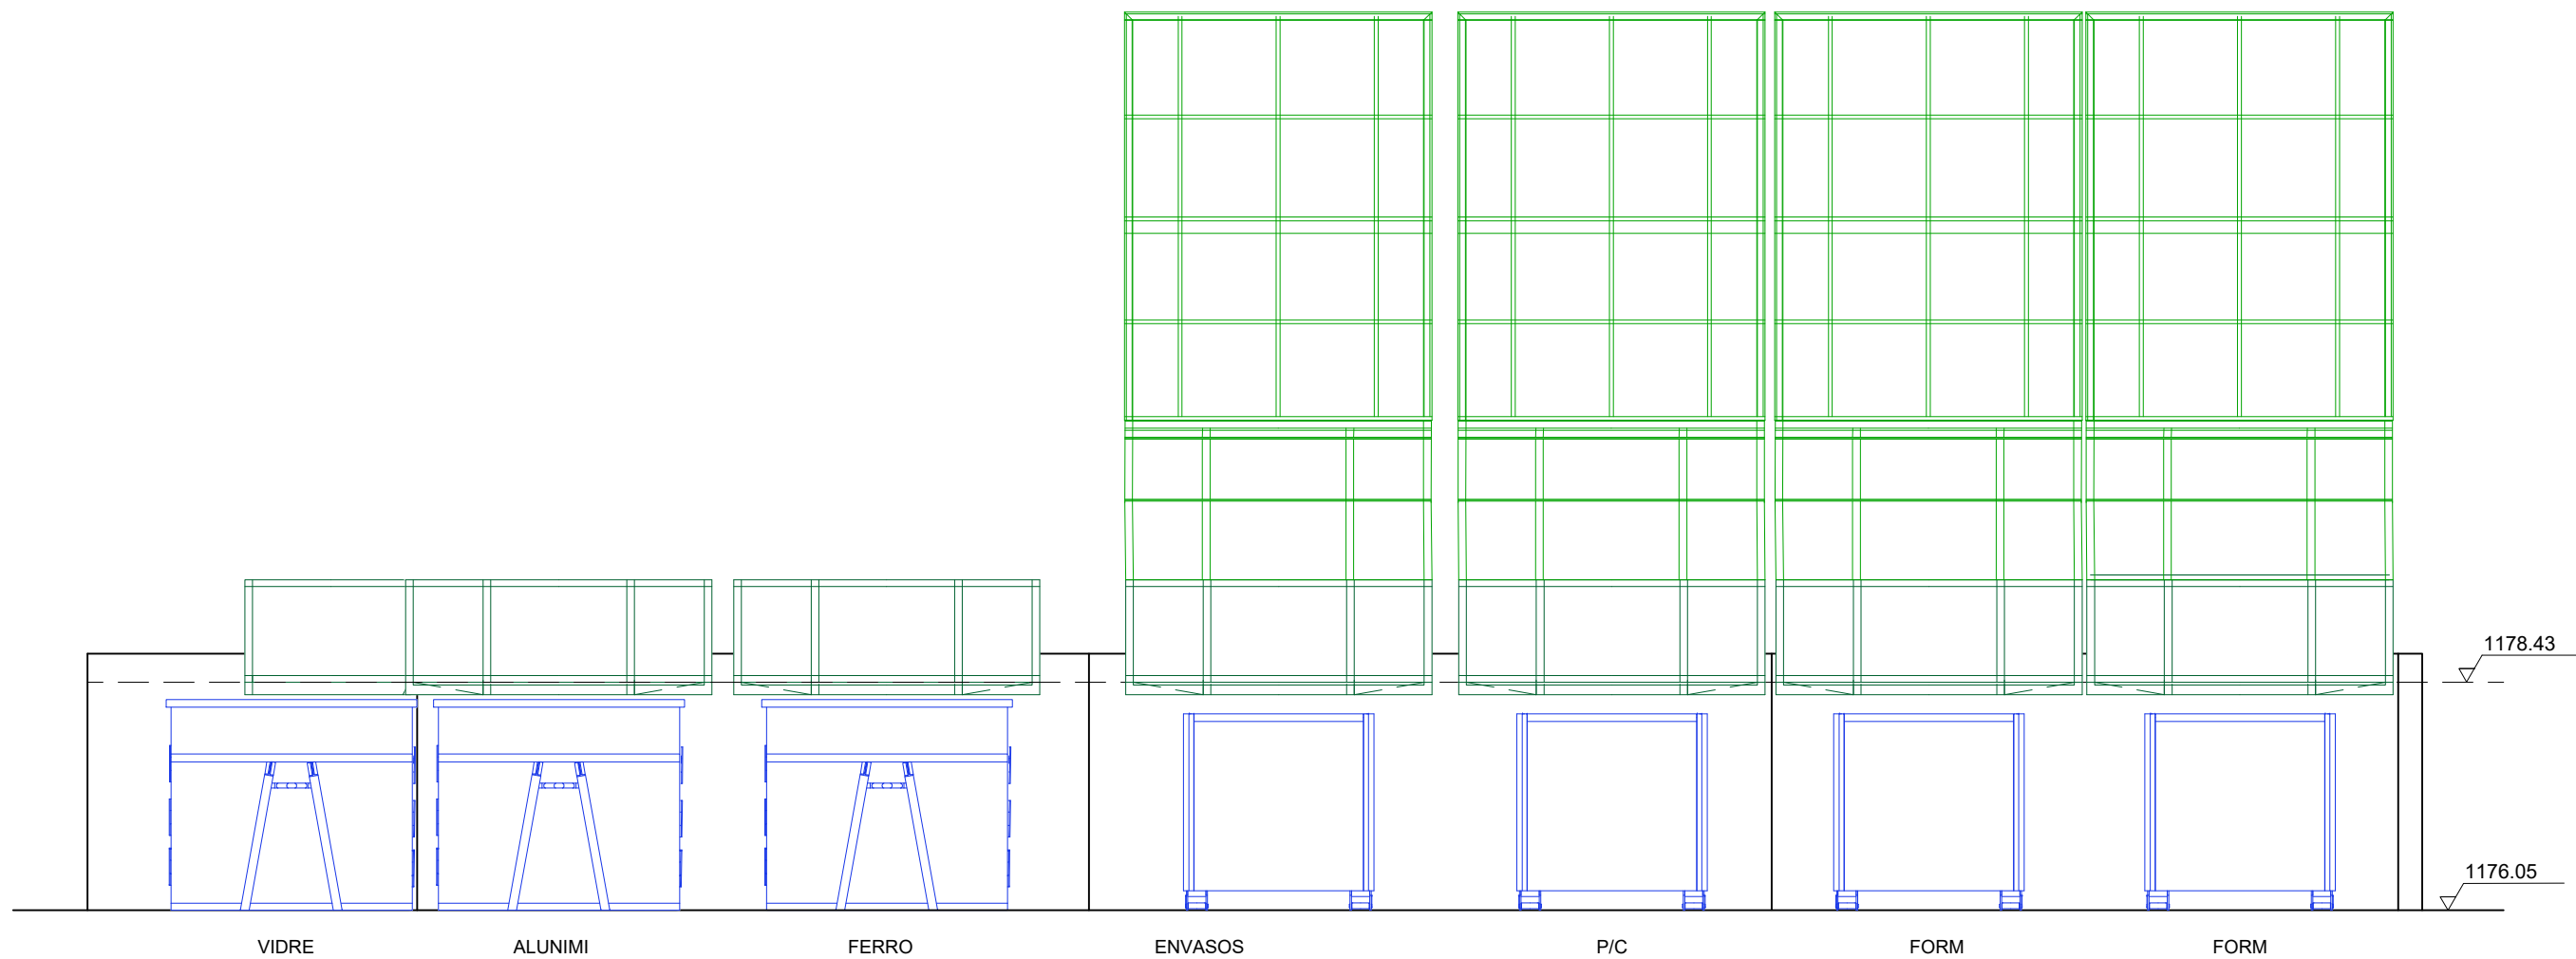 1178.43
1176.05
VIDRE ALUNIMI FERRO ENVASOS P/C FORM FORM